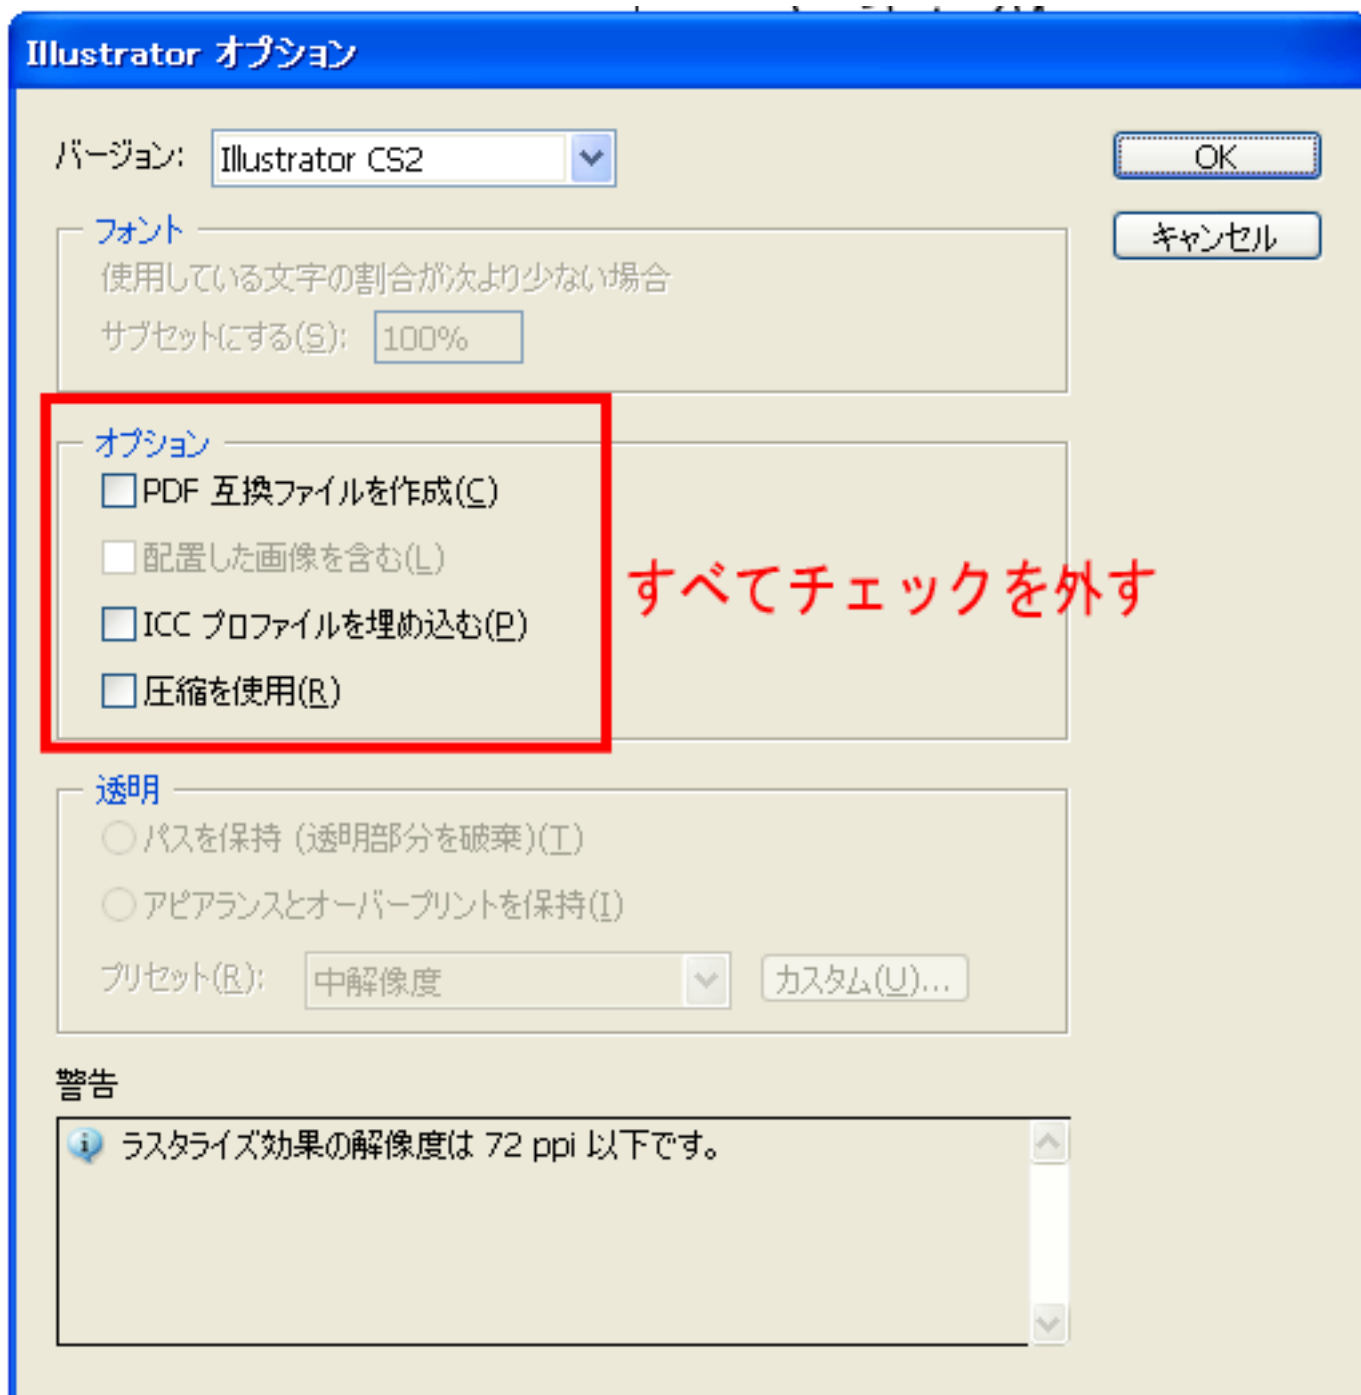 Illustrator オプション
バージョン: Illustrator CS2
OK
キャンセル
フォント
使用している文字の割合が次より少ない場合
サブセットにする(S): 100%
オプション
PDF 互換ファイルを作成(C)
配置した画像を含む(L)
すべてチェックを外す
ICC プロファイルを埋め込む(P)
圧縮を使用(R)
透明
パスを保持 (透明部分を破棄)(T)
アピアランスとオーバープリントを保持(I)
プリセット(R): 中解像度 カスタム(U)...
警告
ラスタライズ効果の解像度は 72 ppi 以下です。